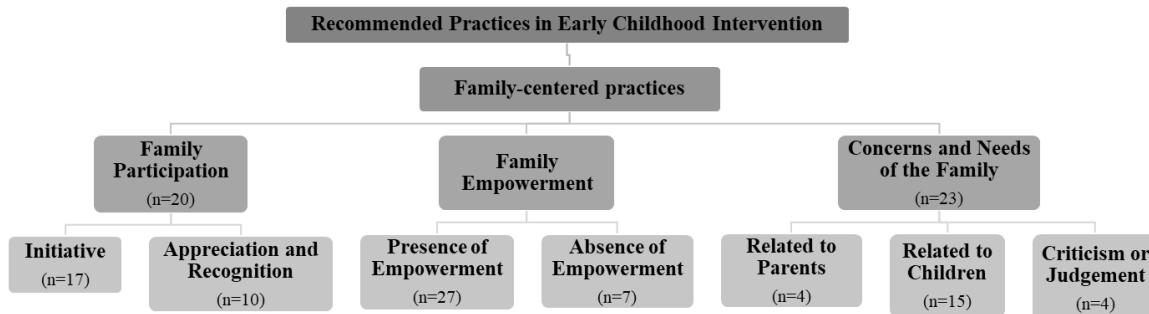 Recommended Practices in Early Childhood Intervention
Family-centered practices
Family
Participation
(n=20)
Family
Empowerment
Concerns and Needs
of the Family
(n=23)
Initiative
(n=17)
Appreciation and
Recognition
(n=10)
Presence of
Empowerment
(n=27)
Absence of
Empowerment
(n=7)
Related to
Parents
(n=4)
Related to
Children
(n=15)
Criticism or
Judgement
(n=4)